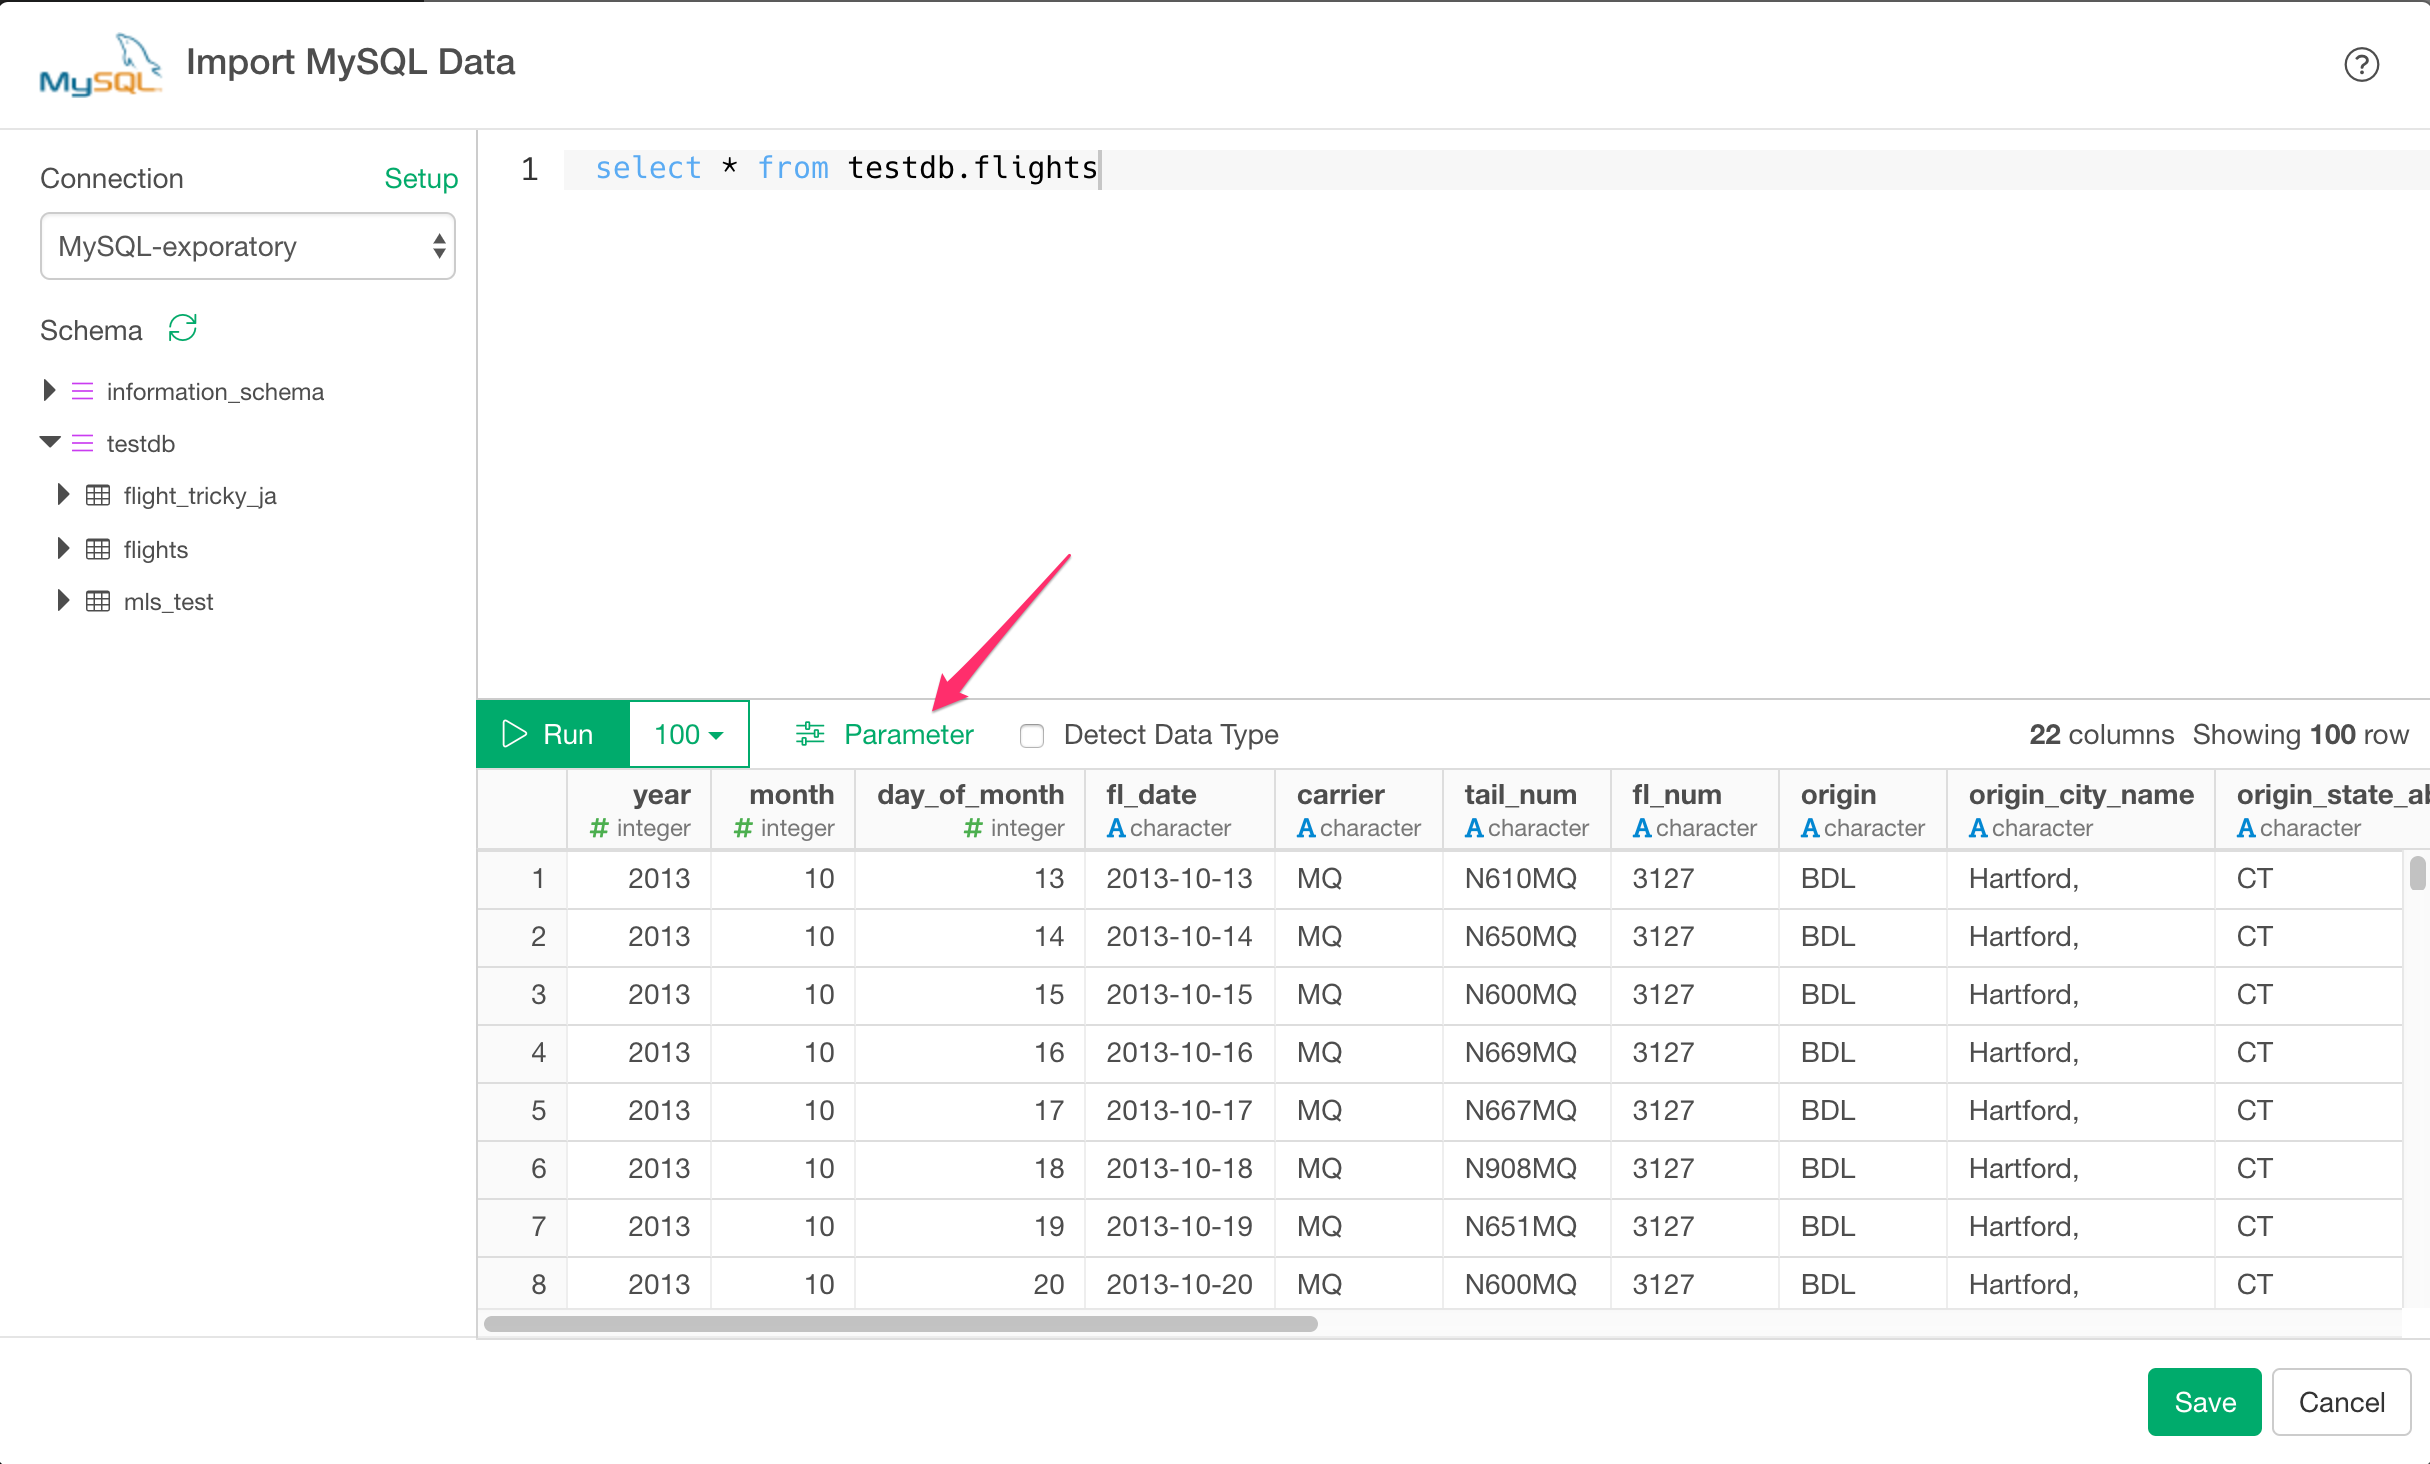 MySQL Import MySQL Data ?
Connection Setup
MySQL-exporatory
Schema
information_schema
testdb
flight_tricky_ja
flights
mls_test
1 select * from testdb.flights
Run 100 Parameter Detect Data Type 22 columns Showing 100 row
year month day_of_month fl_date carrier tail_num fl_num origin origin_city_name origin_state_ab
# integer # integer # integer A character A character A character A character A character A character A character
1 2013 10 13 2013-10-13 MQ N610MQ 3127 BDL Hartford, CT
2 2013 10 14 2013-10-14 MQ N650MQ 3127 BDL Hartford, CT
3 2013 10 15 2013-10-15 MQ N600MQ 3127 BDL Hartford, CT
4 2013 10 16 2013-10-16 MQ N669MQ 3127 BDL Hartford, CT
5 2013 10 17 2013-10-17 MQ N667MQ 3127 BDL Hartford, CT
6 2013 10 18 2013-10-18 MQ N908MQ 3127 BDL Hartford, CT
7 2013 10 19 2013-10-19 MQ N651MQ 3127 BDL Hartford, CT
8 2013 10 20 2013-10-20 MQ N600MQ 3127 BDL Hartford, CT
Save Cancel